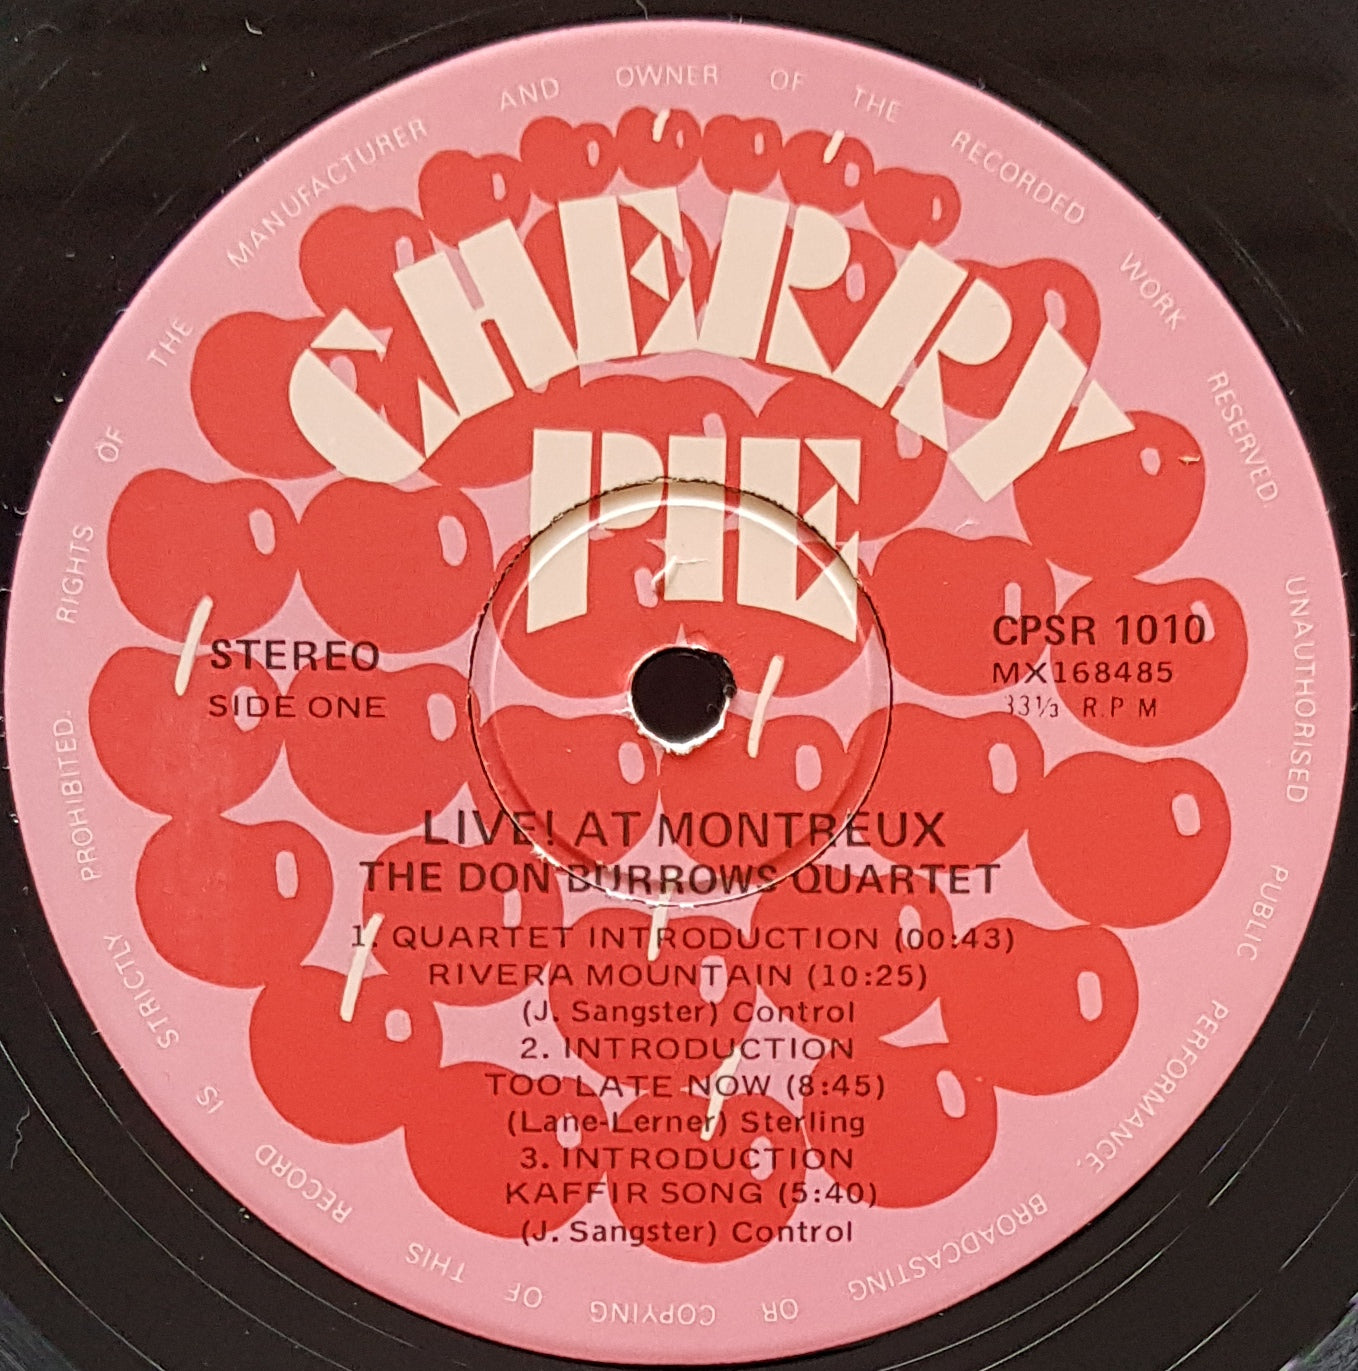 OF THE MANUFACTURER AND OWNER OF THE RECORDED WORK RESERVED. UNAUTHORISED PUBLIC PERFORMANCE, BROADCASTING OR COPYING OF THIS RECORD IS STRICTLY PROHIBITED. RIGHTS
CHERRY
PIE
STEREO
SIDE ONE
CPSR 1010
MX168485
33⅓ R.P M
LIVE! AT MONTREUX
THE DON BURROWS QUARTET
1. QUARTET INTRODUCTION (00:43)
RIVERA MOUNTAIN (10:25)
(J. Sangster) Control
2. INTRODUCTION
TOO LATE NOW (8:45)
(Lane-Lerner) Sterling
3. INTRODUCTION
KAFFIR SONG (5:40)
(J. Sangster) Control